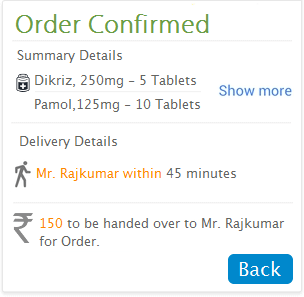 Order Confirmed
Summary Details
Dikriz, 250mg – 5 Tablets
Show more
Pamol,125mg – 10 Tablets
Delivery Details
Mr. Rajkumar within 45 minutes
₹ 150 to be handed over to Mr. Rajkumar
for Order.
Back